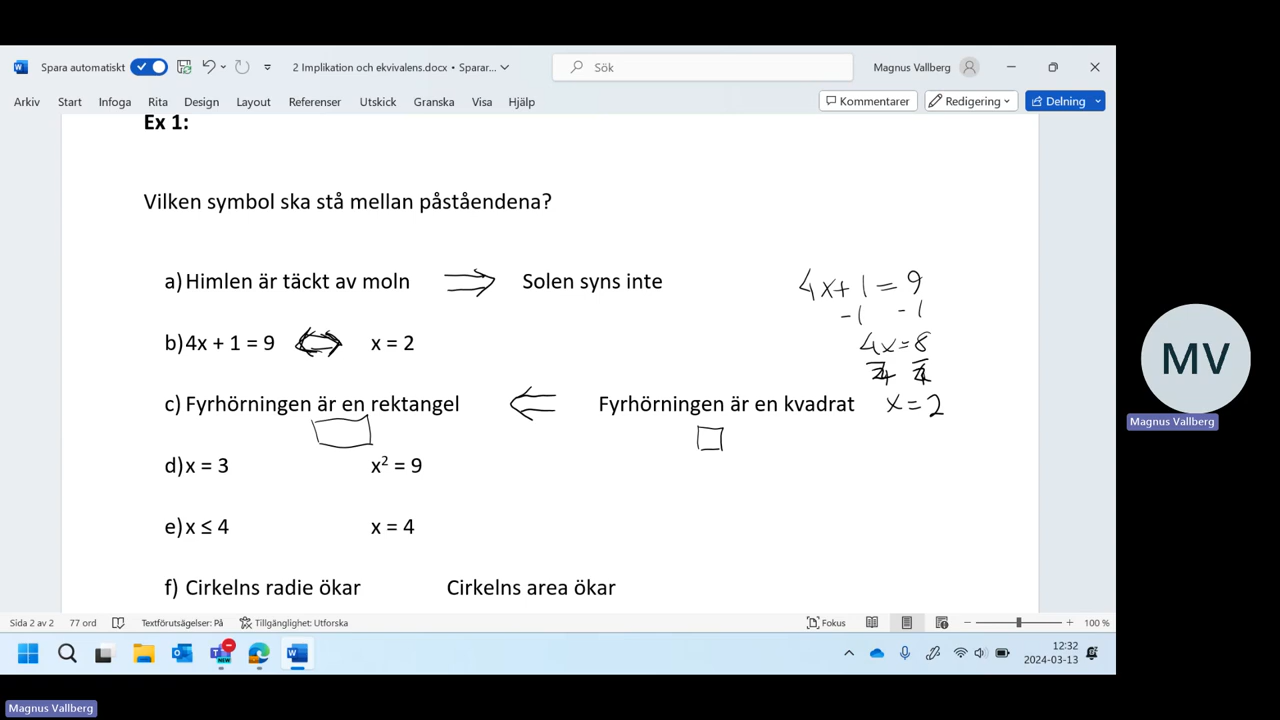 Spara automatiskt 2 Implikation och ekvivalens.docx • Sparar... Sök Magnus Vallberg
Arkiv Start Infoga Rita Design Layout Referenser Utskick Granska Visa Hjälp Kommentarer Redigering Delning
Ex 1:
Vilken symbol ska stå mellan påståendena?
a) Himlen är täckt av moln ⇒ Solen syns inte
4x+1=9
-1 -1
b) 4x + 1 = 9 ⇔ x = 2
4x=8
4 4
c) Fyrhörningen är en rektangel ⇐ Fyrhörningen är en kvadrat
x=2
d) x = 3 x² = 9
e) x ≤ 4 x = 4
f) Cirkelns radie ökar Cirkelns area ökar
Sida 2 av 2 77 ord Textförutsägelser: På Tillgänglighet: Utforska Fokus 100 %
NEW
12:32
2024-03-13
MV
Magnus Vallberg
Magnus Vallberg